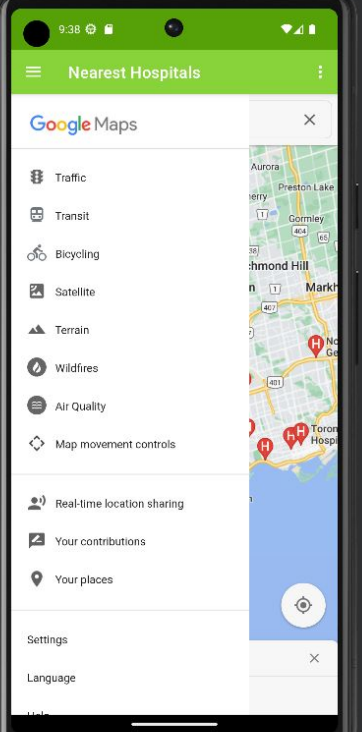 9:38
Nearest Hospitals
Google Maps
Traffic
Transit
Bicycling
Satellite
Terrain
Wildfires
Air Quality
Map movement controls
Real-time location sharing
Your contributions
Your places
Settings
Language
Aurora
Preston Lake
Gormley
404
chmond Hill
Markh
407
401
H
H
H
H
Toron
Hospi